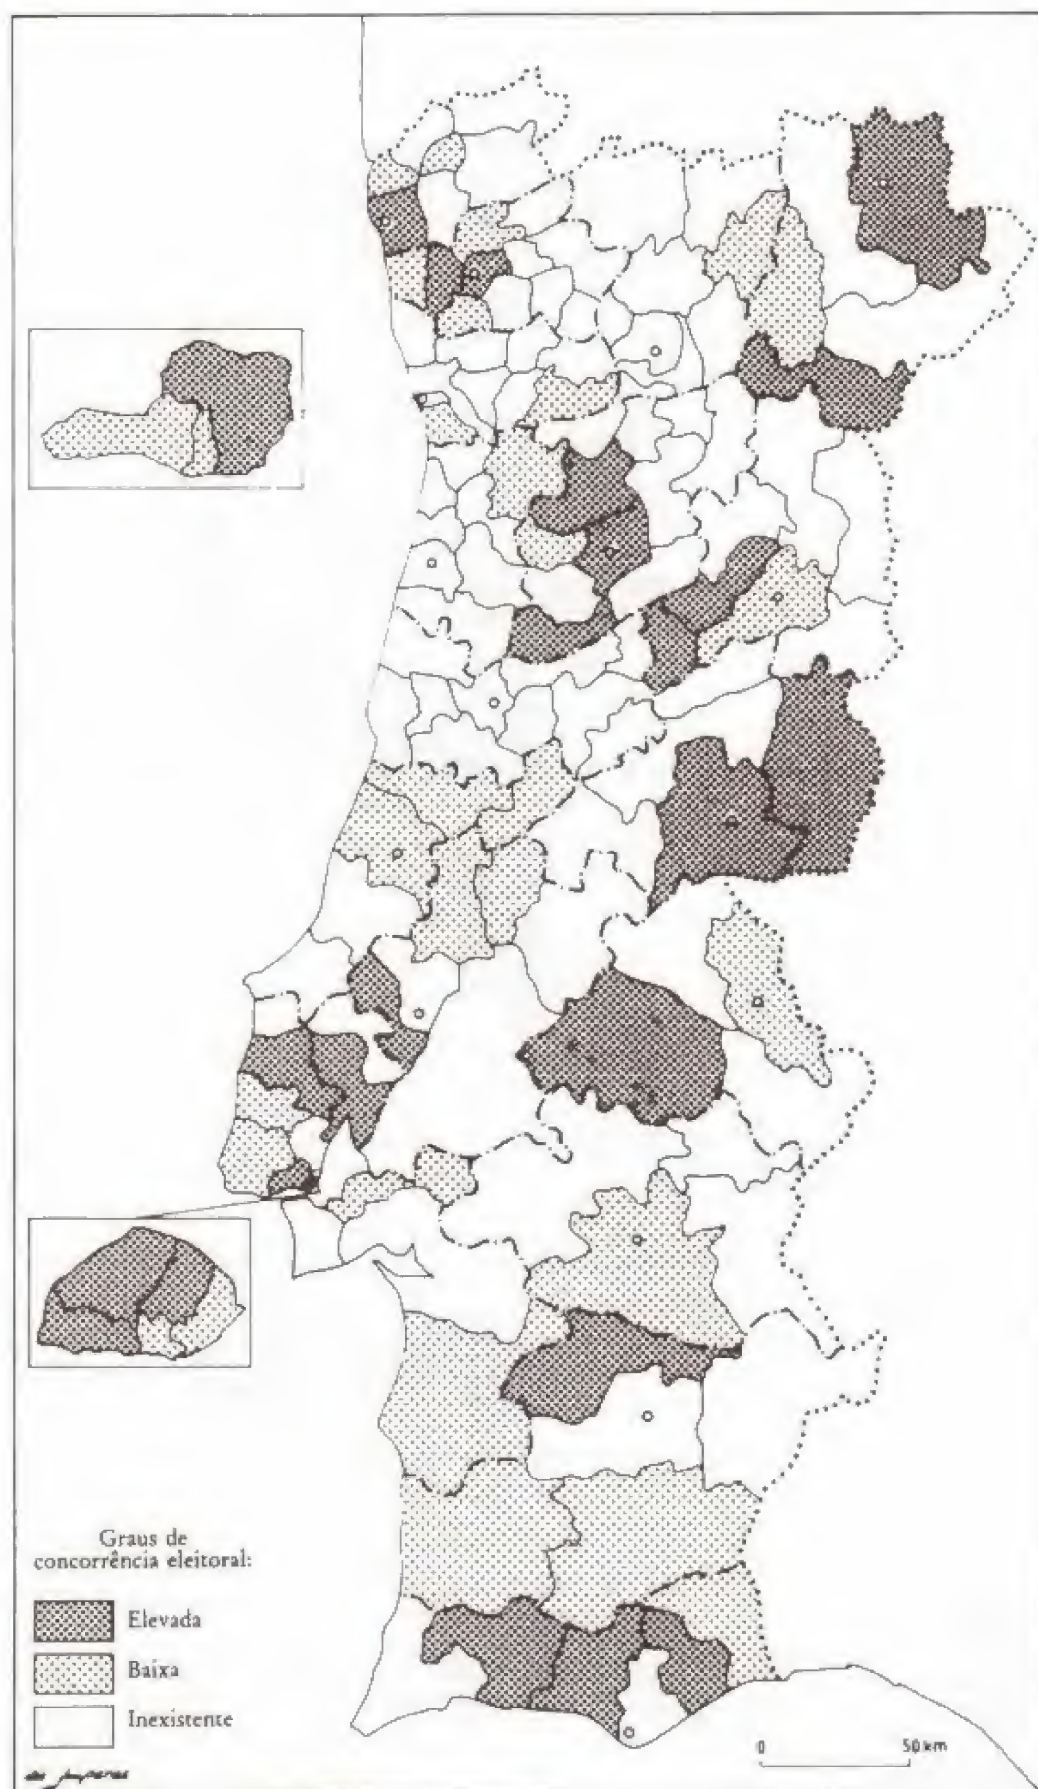 Graus de
concorrência eleitoral:
Elevada
Baixa
Inexistente
0 50 km